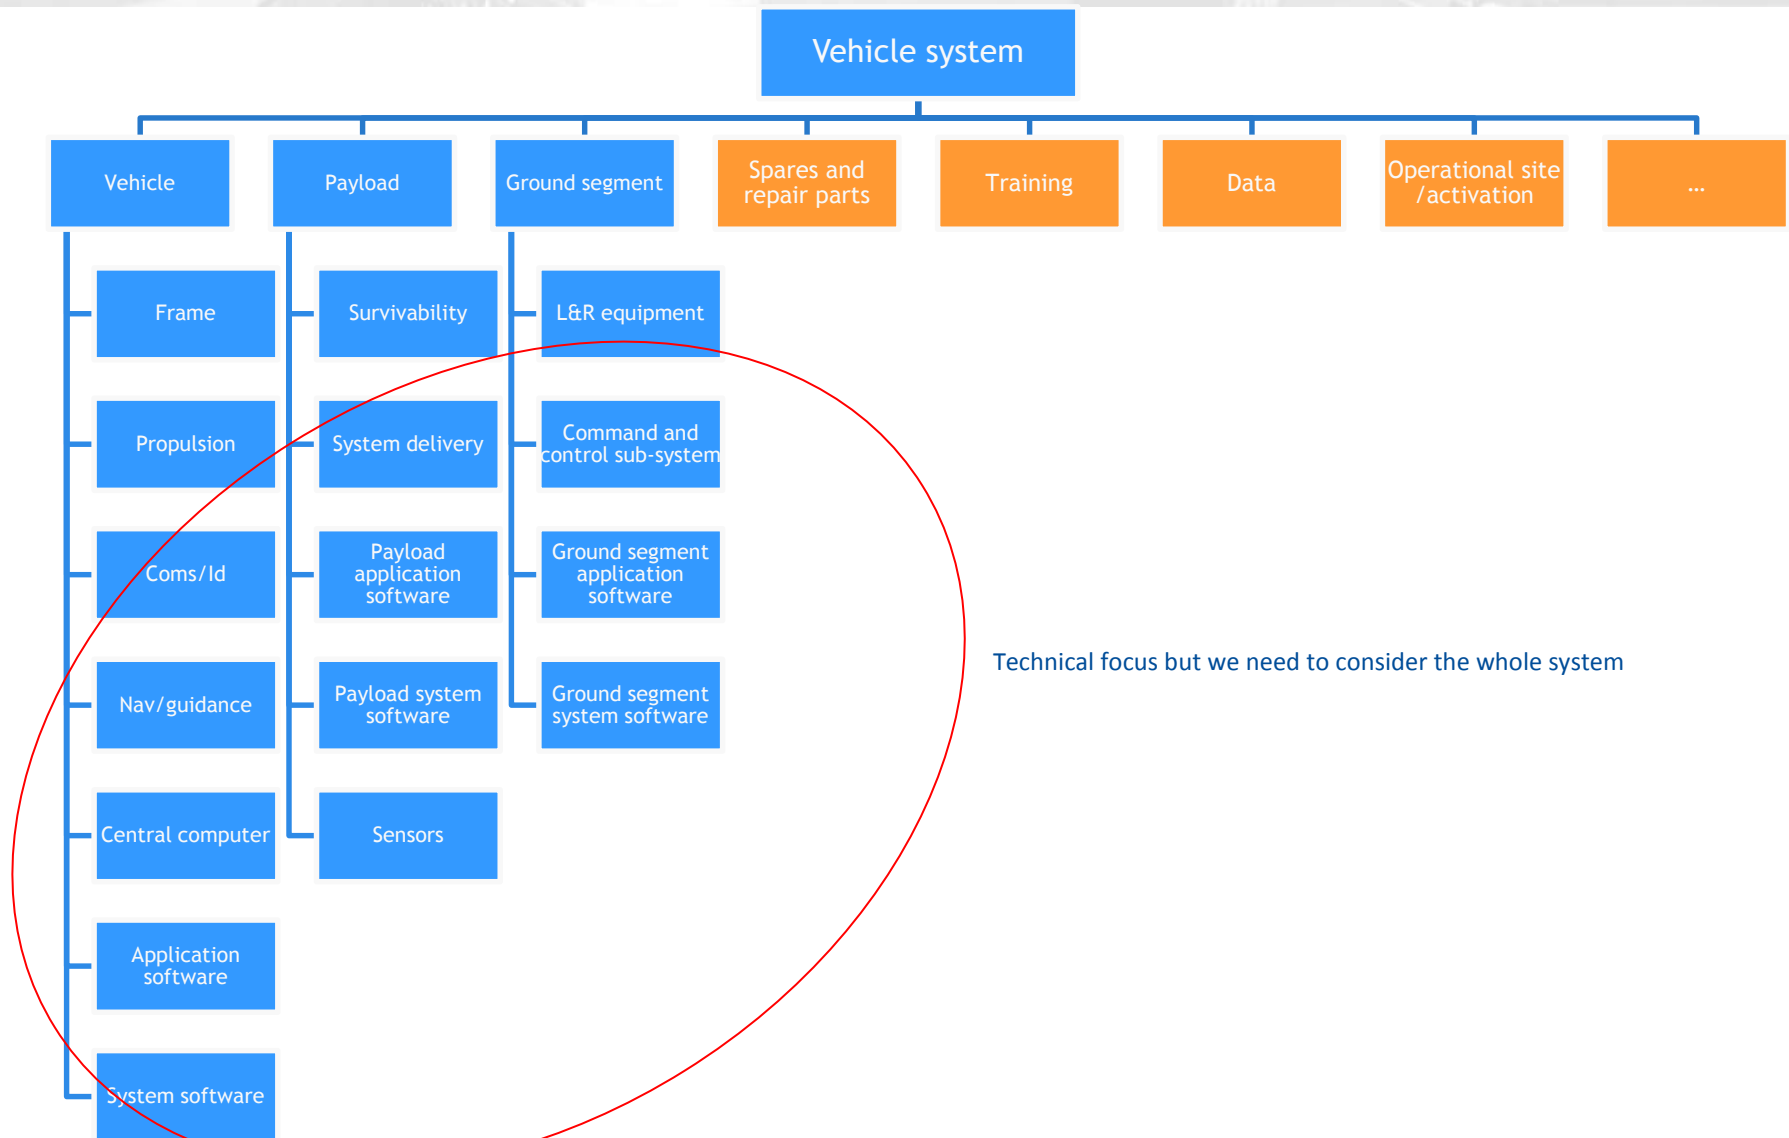 Vehicle system
Vehicle
Payload
Ground segment
Spares and
repair parts
Training
Data
Operational site
/activation
...
Frame
Survivability
L&R equipment
Propulsion
System delivery
Command and
control sub-system
Coms/Id
Payload
application
software
Ground segment
application
software
Nav/guidance
Payload system
software
Ground segment
system software
Technical focus but we need to consider the whole system
Central computer
Sensors
Application
software
System software